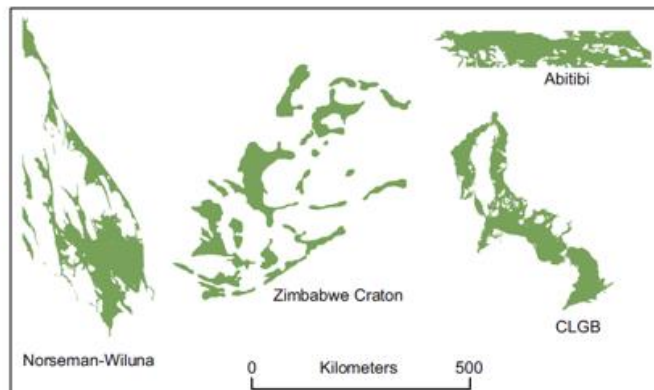 Abitibi
Zimbabwe Craton
CLGB
Norseman-Wiluna
0 Kilometers 500